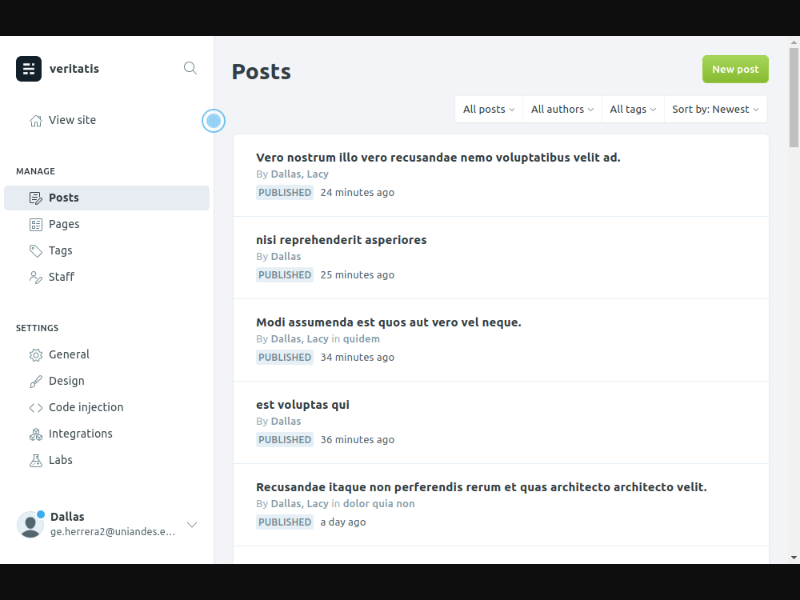 veritatis
View site
MANAGE
Posts
Pages
Tags
Staff
SETTINGS
General
Design
Code injection
Integrations
Labs
Dallas
ge.herrera2@uniandes.e...
Posts
New post
All posts
All authors
All tags
Sort by: Newest
Vero nostrum illo vero recusandae nemo voluptatibus velit ad.
By Dallas, Lacy
PUBLISHED 24 minutes ago
nisi reprehenderit asperiores
By Dallas
PUBLISHED 25 minutes ago
Modi assumenda est quos aut vero vel neque.
By Dallas, Lacy in quidem
PUBLISHED 34 minutes ago
est voluptas qui
By Dallas
PUBLISHED 36 minutes ago
Recusandae itaque non perferendis rerum et quas architecto architecto velit.
By Dallas, Lacy in dolor quia non
PUBLISHED a day ago